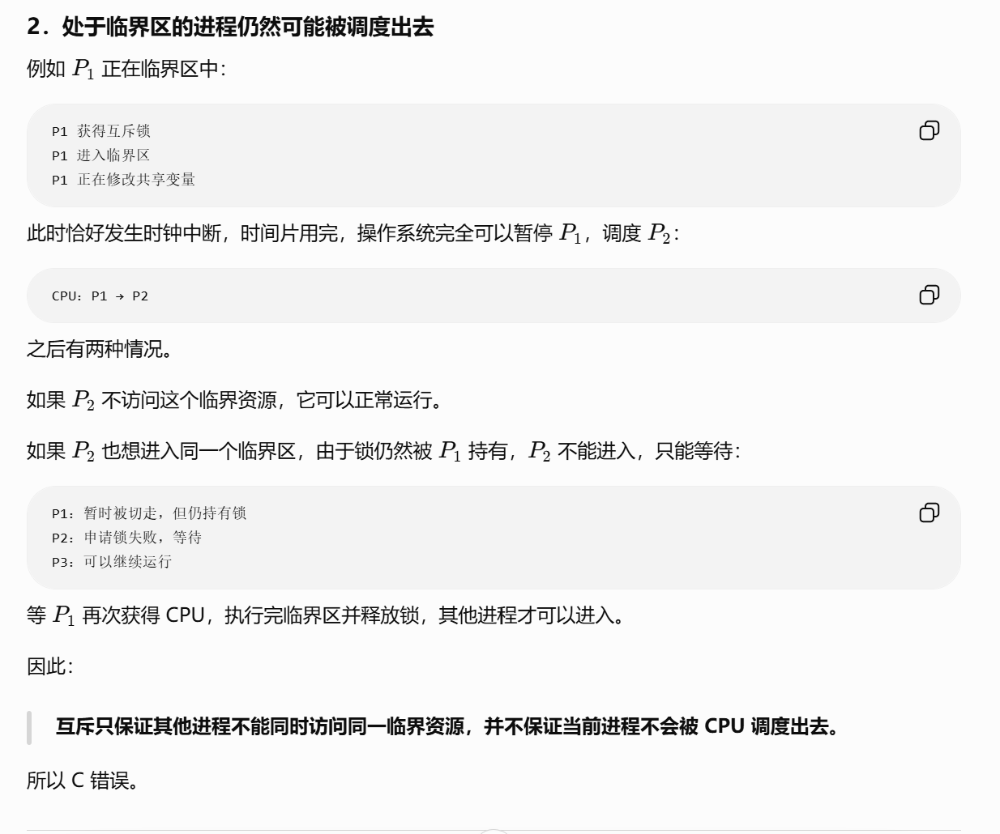 2. 处于临界区的进程仍然可能被调度出去
例如 P1 正在临界区中：
P1 获得互斥锁
P1 进入临界区
P1 正在修改共享变量
此时恰好发生时钟中断，时间片用完，操作系统完全可以暂停 P1，调度 P2：
CPU：P1 → P2
之后有两种情况。
如果 P2 不访问这个临界资源，它可以正常运行。
如果 P2 也想进入同一个临界区，由于锁仍然被 P1 持有，P2 不能进入，只能等待：
P1：暂时被切走，但仍持有锁
P2：申请锁失败，等待
P3：可以继续运行
等 P1 再次获得 CPU，执行完临界区并释放锁，其他进程才可以进入。
因此：
互斥只保证其他进程不能同时访问同一临界资源，并不保证当前进程不会被 CPU 调度出去。
所以 C 错误。